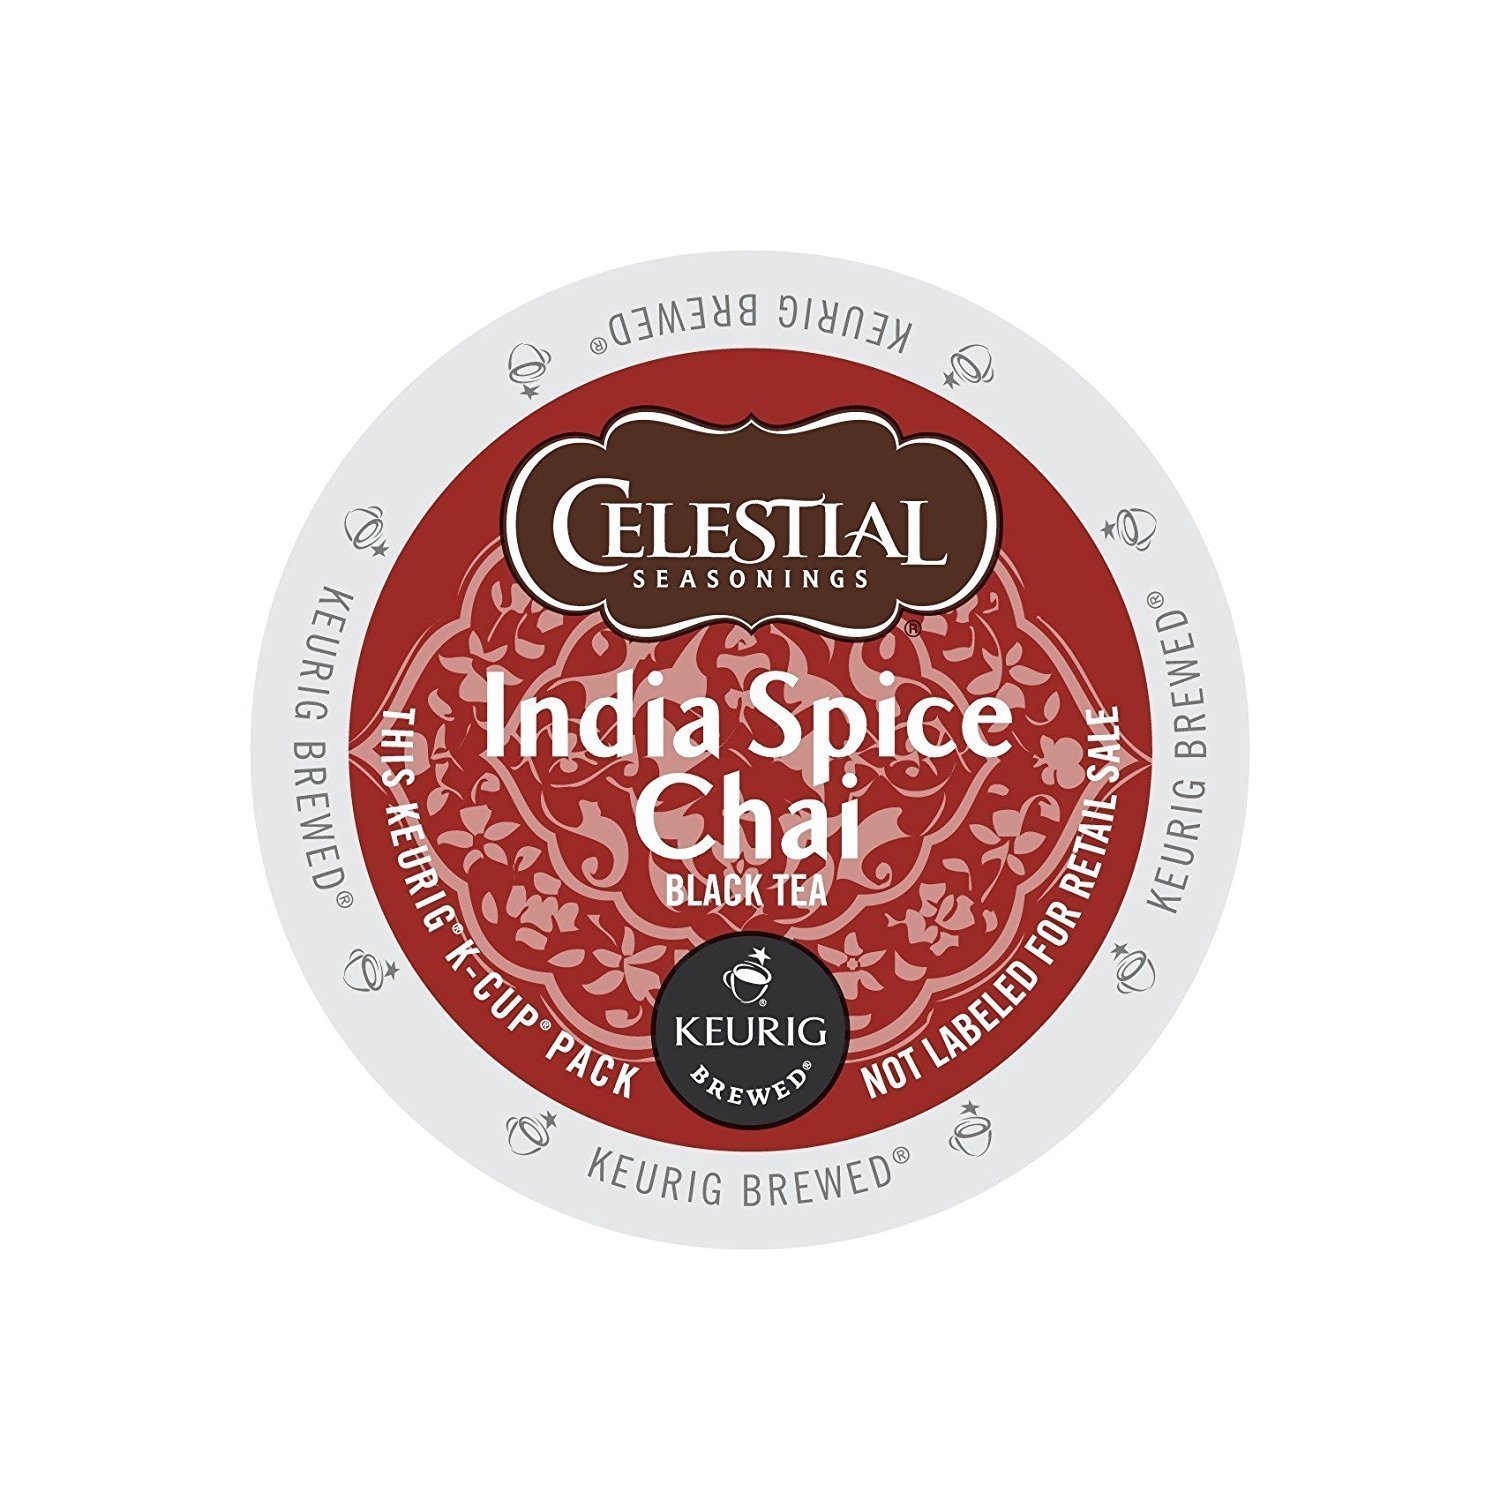 KEURIG BREWED®
CELESTIAL
SEASONINGS
®
India Spice
Chai
BLACK TEA
THIS KEURIG® K-CUP® PACK
NOT LABELED FOR RETAIL SALE
®
KEURIG
BREWED®
KEURIG BREWED®
KEURIG BREWED®
KEURIG BREWED®